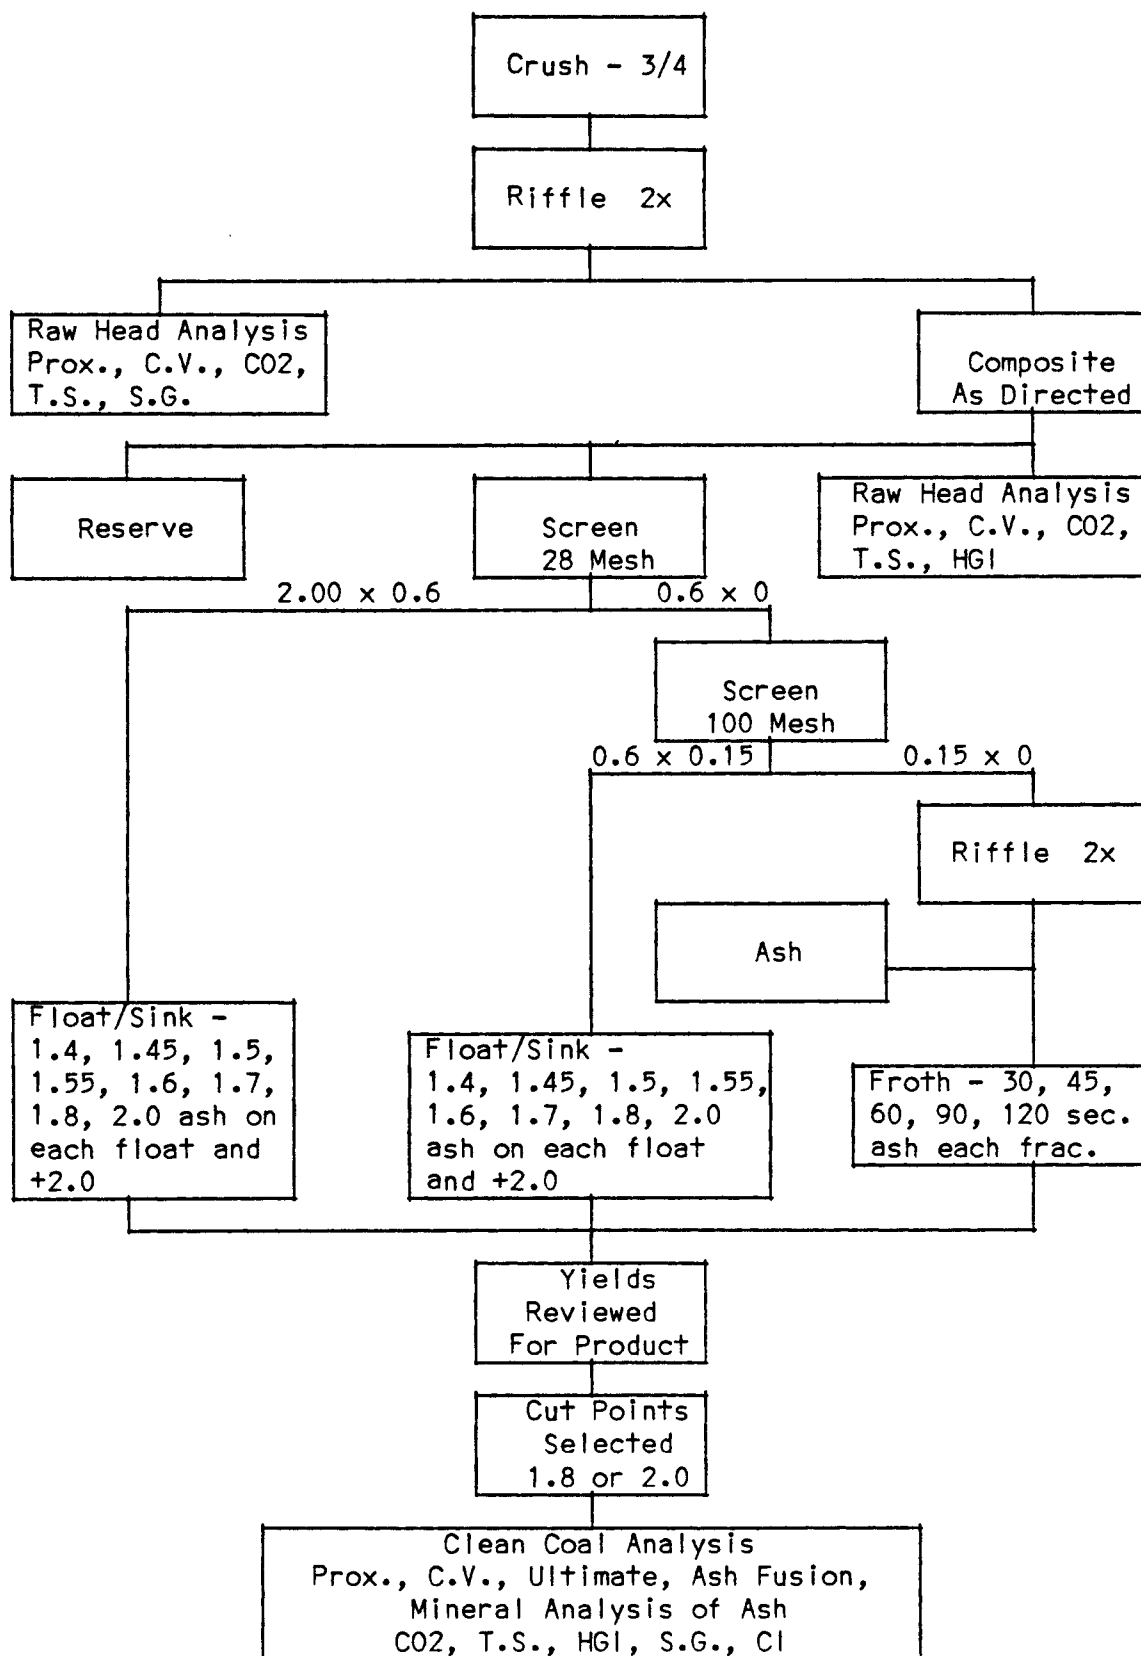 Crush - 3/4
Riffle 2x
Raw Head Analysis
Prox., C.V., CO2,
T.S., S.G.
Composite
As Directed
Reserve
Screen
28 Mesh
Raw Head Analysis
Prox., C.V., CO2,
T.S., HGI
2.00 x 0.6
0.6 x 0
Screen
100 Mesh
0.6 x 0.15
0.15 x 0
Riffle 2x
Ash
Float/Sink -
1.4, 1.45, 1.5,
1.55, 1.6, 1.7,
1.8, 2.0 ash on
each float and
+2.0
Float/Sink -
1.4, 1.45, 1.5, 1.55,
1.6, 1.7, 1.8, 2.0
ash on each float
and +2.0
Froth - 30, 45,
60, 90, 120 sec.
ash each frac.
Yields
Reviewed
For Product
Cut Points
Selected
1.8 or 2.0
Clean Coal Analysis
Prox., C.V., Ultimate, Ash Fusion,
Mineral Analysis of Ash
CO2, T.S., HGI, S.G., Cl